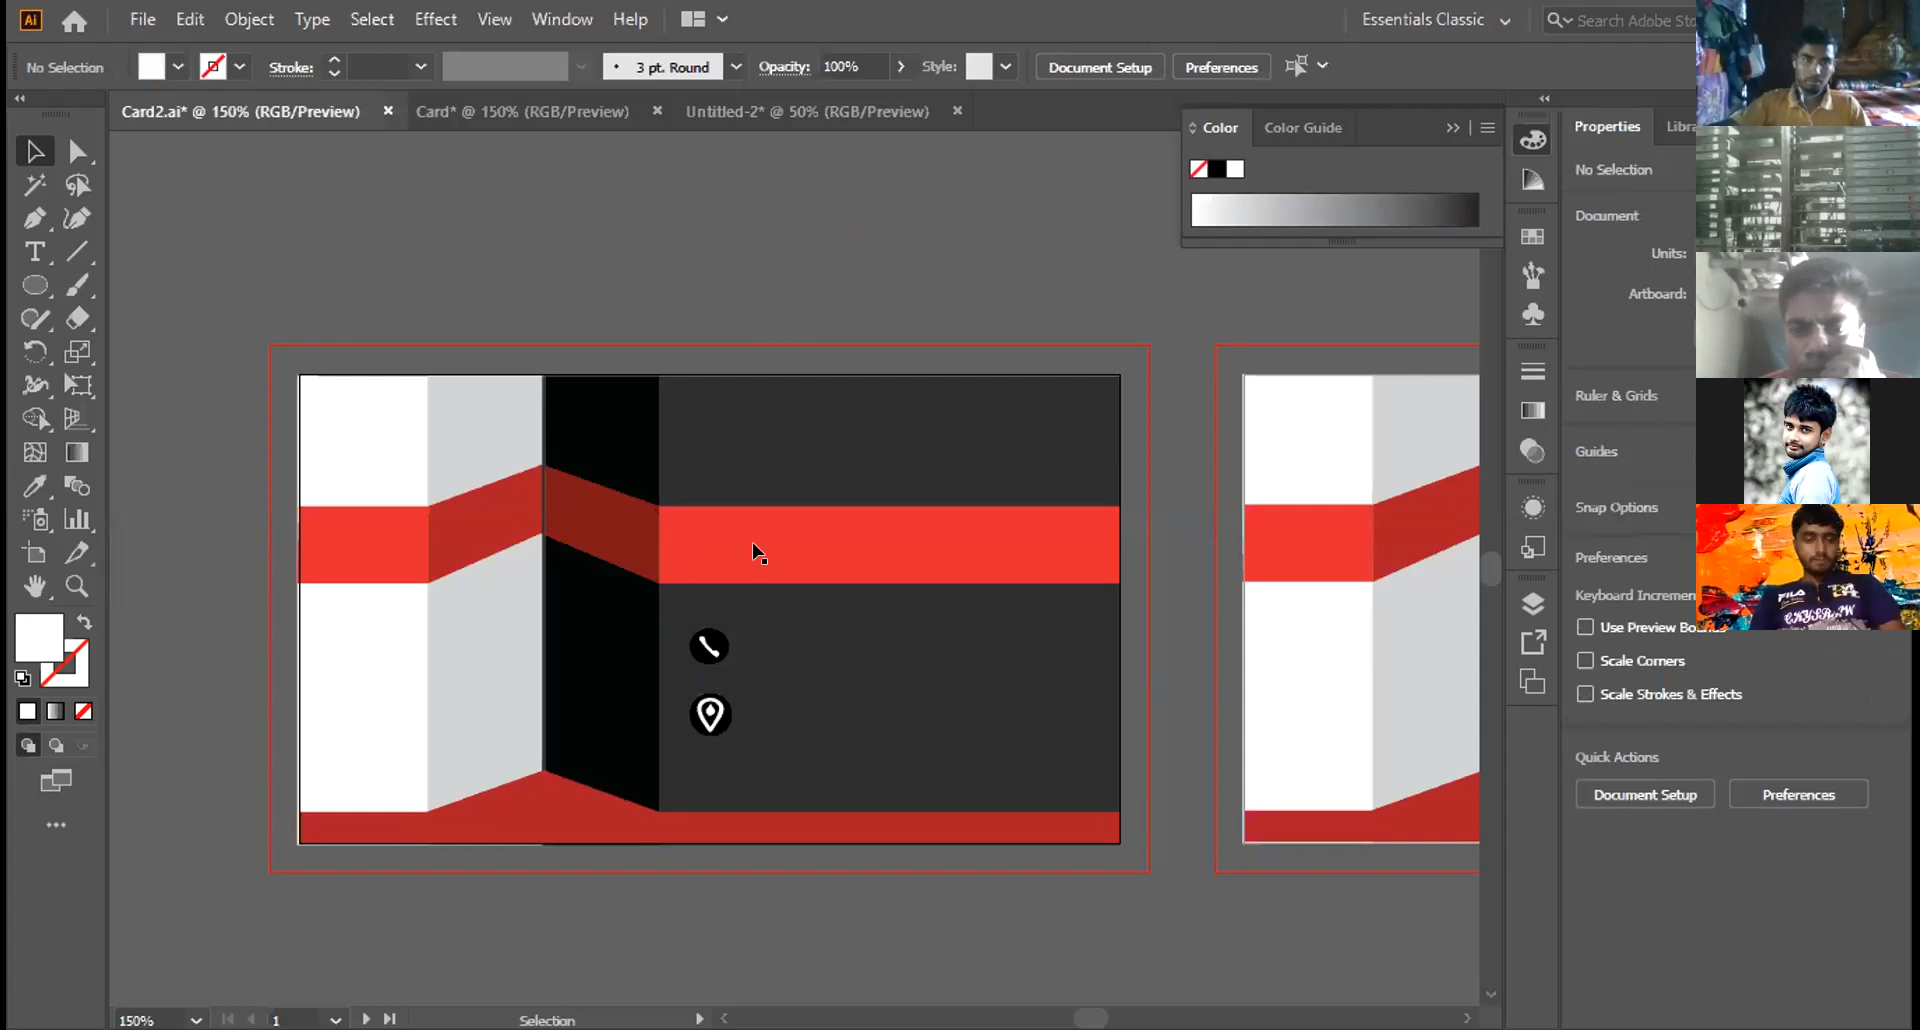 Ai File Edit Object Type Select Effect View Window Help Essentials Classic Search Adobe Sto
No Selection Stroke: 3 pt. Round Opacity: 100% Style: Document Setup Preferences
Card2.ai* @ 150% (RGB/Preview) Card* @ 150% (RGB/Preview) Untitled-2* @ 50% (RGB/Preview)
Color Color Guide
Properties Libra
No Selection
Document
Units:
Artboard:
Ruler & Grids
Guides
Snap Options
Preferences
Keyboard Incremen
Use Preview Boun
Scale Corners
Scale Strokes & Effects
Quick Actions
Document Setup Preferences
FILA
150% 1 Selection